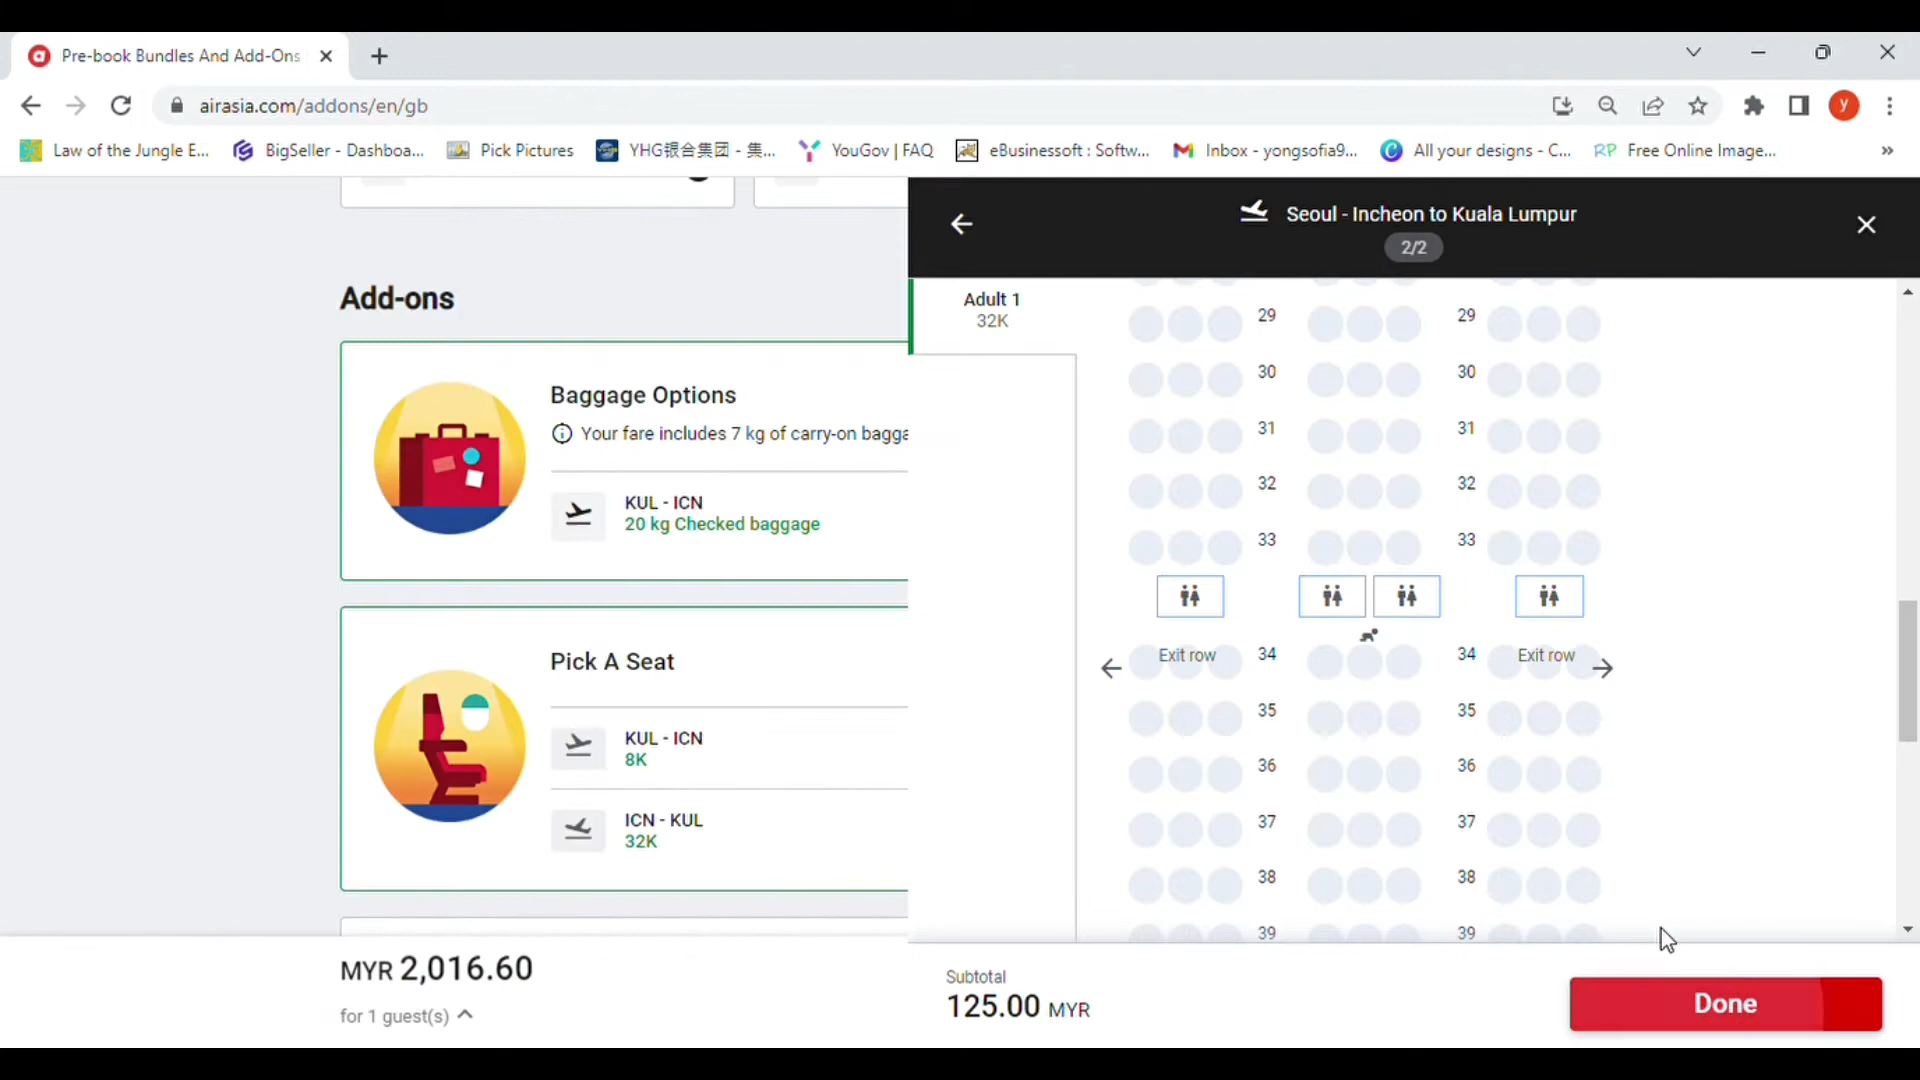 Pre-book Bundles And Add-Ons
airasia.com/addons/en/gb
y
Law of the Jungle E...
BigSeller - Dashboa...
Pick Pictures
YHG银合集团 - 集...
YouGov | FAQ
eBusinessoft : Softw...
Inbox - yongsofia9...
All your designs - C...
RP Free Online Image...
Add-ons
Baggage Options
Your fare includes 7 kg of carry-on bagga
KUL - ICN
20 kg Checked baggage
Pick A Seat
KUL - ICN
8K
ICN - KUL
32K
MYR 2,016.60
for 1 guest(s)
Seoul - Incheon to Kuala Lumpur
2/2
Adult 1
32K
29 29
30 30
31 31
32 32
33 33
Exit row 34 34 Exit row
35 35
36 36
37 37
38 38
39 39
Subtotal
125.00 MYR
Done